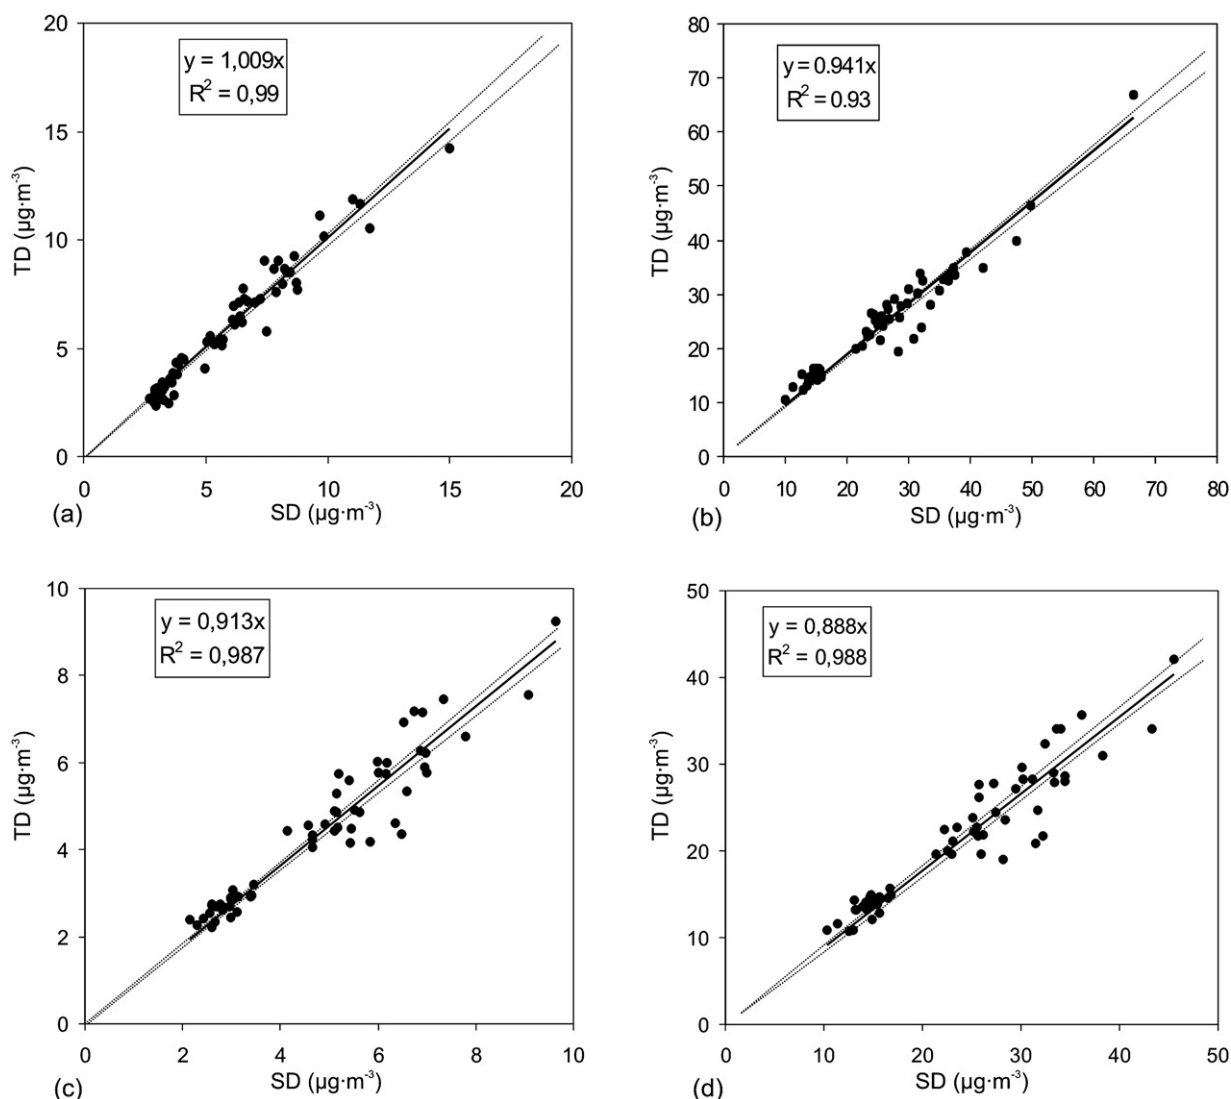 y = 1,009x
R² = 0,99
20
15
10
5
0
TD (µg·m⁻³)
0 5 10 15 20
(a)
SD (µg·m⁻³)
y = 0.941x
R² = 0.93
80
70
60
50
40
30
20
10
0
TD (µg·m⁻³)
0 10 20 30 40 50 60 70 80
(b)
SD (µg·m⁻³)
y = 0,913x
R² = 0,987
10
8
6
4
2
0
TD (µg·m⁻³)
0 2 4 6 8 10
(c)
SD (µg·m⁻³)
y = 0,888x
R² = 0,988
50
40
30
20
10
0
TD (µg·m⁻³)
0 10 20 30 40 50
(d)
SD (µg·m⁻³)